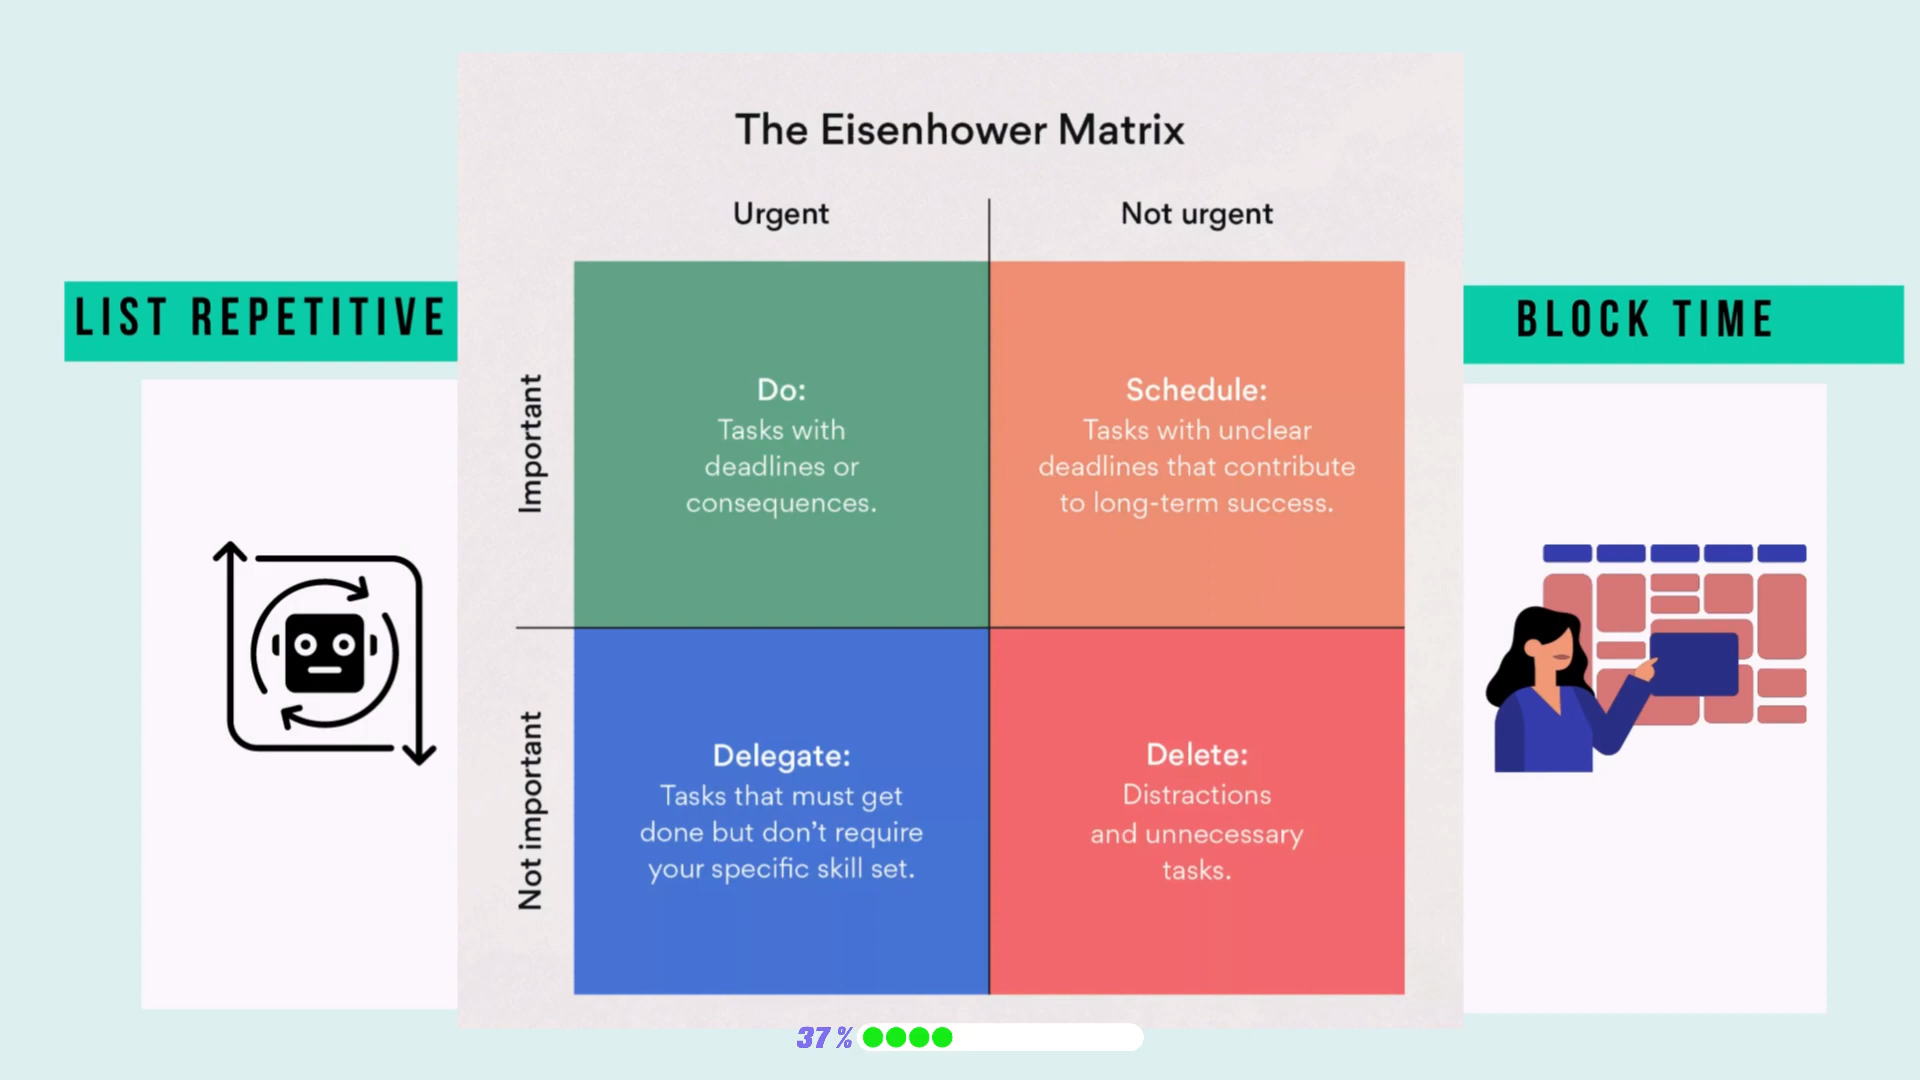 The Eisenhower Matrix
Urgent
Not urgent
LIST REPETITIVE
BLOCK TIME
Important
Do:
Tasks with
deadlines or
consequences.
Schedule:
Tasks with unclear
deadlines that contribute
to long-term success.
Not important
Delegate:
Tasks that must get
done but don’t require
your specific skill set.
Delete:
Distractions
and unnecessary
tasks.
37 %